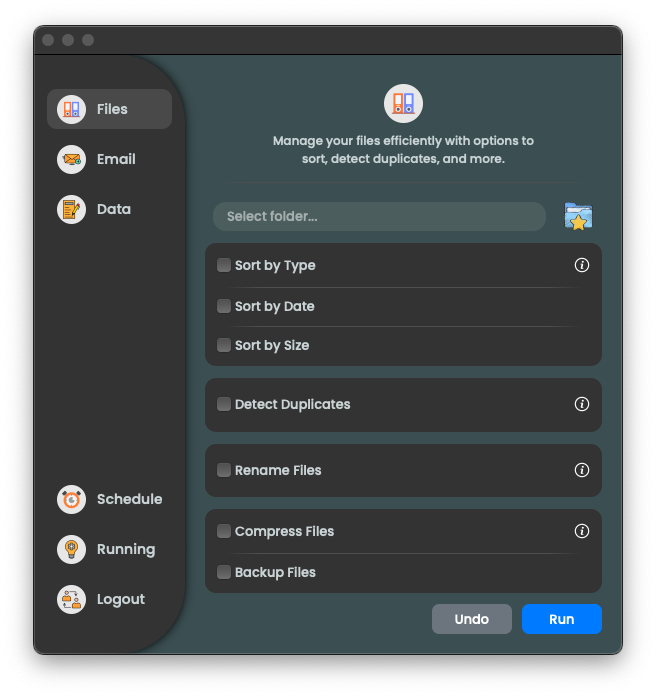 Files
Email
Data
Schedule
Running
Logout
Manage your files efficiently with options to
sort, detect duplicates, and more.
Select folder...
Sort by Type
Sort by Date
Sort by Size
Detect Duplicates
Rename Files
Compress Files
Backup Files
Undo
Run